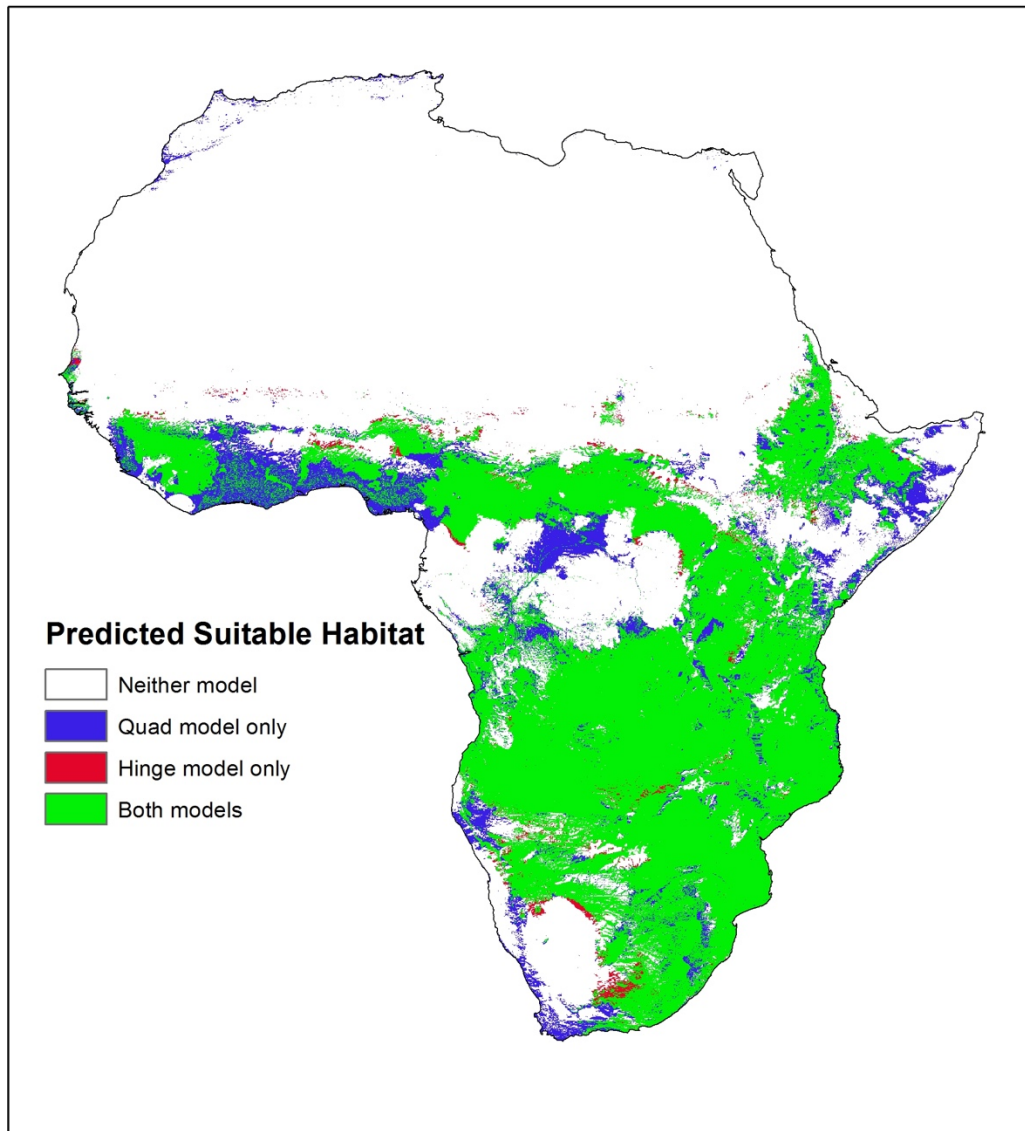 Predicted Suitable Habitat
Neither model
Quad model only
Hinge model only
Both models